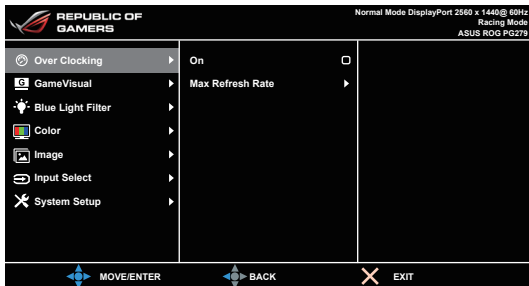 REPUBLIC OF
GAMERS
Normal Mode DisplayPort 2560 x 1440@ 60Hz
Racing Mode
ASUS ROG PG279
Over Clocking
On
G GameVisual
Max Refresh Rate
Blue Light Filter
Color
Image
Input Select
System Setup
MOVE/ENTER
BACK
EXIT